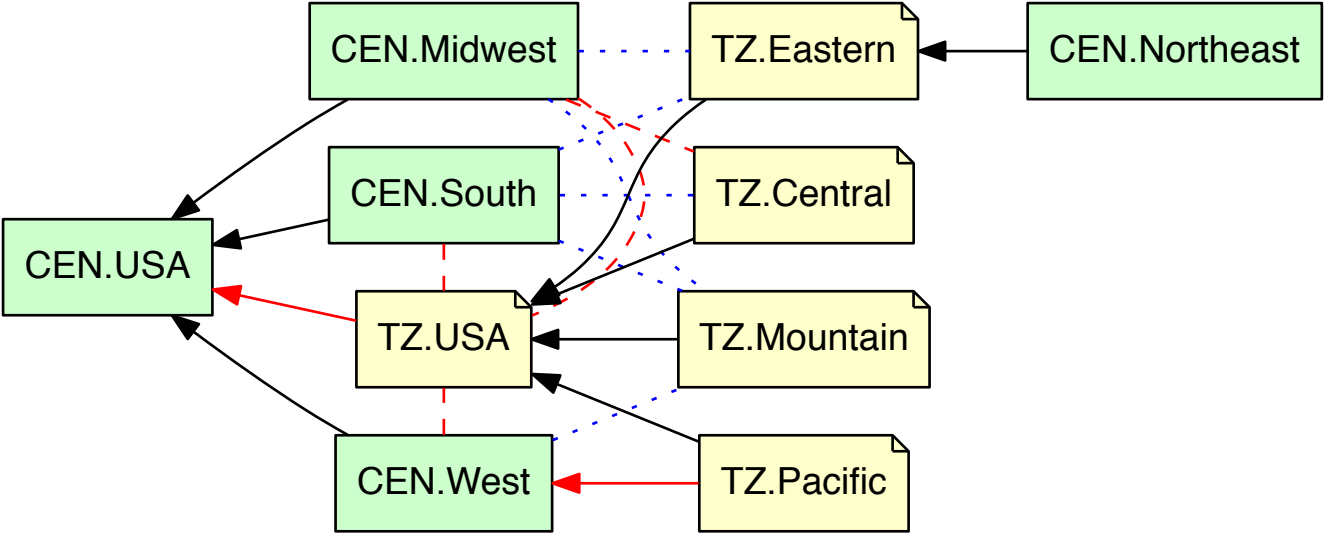 CEN.Midwest
TZ.Eastern
CEN.Northeast
CEN.South
TZ.Central
CEN.USA
TZ.USA
TZ.Mountain
CEN.West
TZ.Pacific